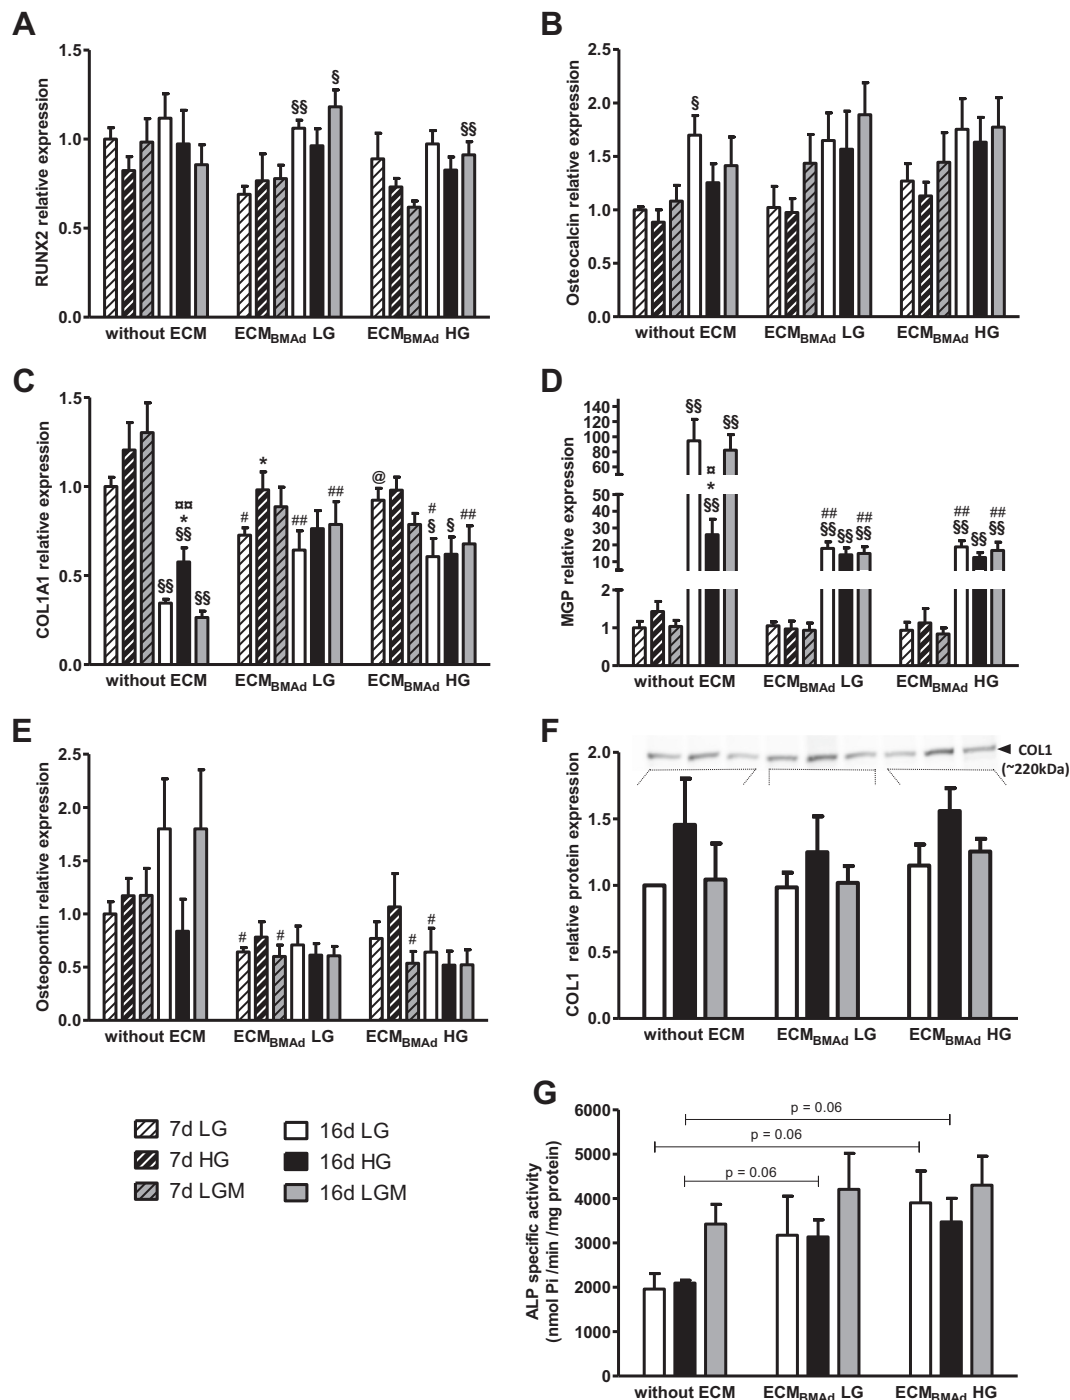 A
RUNX2 relative expression
1.5
1.0
0.5
0.0
§§
§
§§
without ECM
ECMBMAd LG
ECMBMAd HG
B
Osteocalcin relative expression
2.5
2.0
1.5
1.0
0.5
0.0
§
without ECM
ECMBMAd LG
ECMBMAd HG
C
COL1A1 relative expression
1.5
1.0
0.5
0.0
§§
¤¤
*
§§
§§
#
*
##
##
@
#
§
§
##
without ECM
ECMBMAd LG
ECMBMAd HG
D
MGP relative expression
140
120
100
80
60
50
40
30
20
10
2
1
0
§§
¤
*
§§
§§
##
§§
§§
##
§§
##
§§
§§
##
§§
without ECM
ECMBMAd LG
ECMBMAd HG
E
Osteopontin relative expression
2.5
2.0
1.5
1.0
0.5
0.0
#
#
#
#
without ECM
ECMBMAd LG
ECMBMAd HG
F
COL1 relative protein expression
2.0
1.5
1.0
0.5
0.0
COL1
(~220kDa)
without ECM
ECMBMAd LG
ECMBMAd HG
7d LG
7d HG
7d LGM
16d LG
16d HG
16d LGM
G
ALP specific activity
(nmol Pi /min /mg protein)
6000
5000
4000
3000
2000
1000
0
p = 0.06
p = 0.06
p = 0.06
without ECM
ECMBMAd LG
ECMBMAd HG